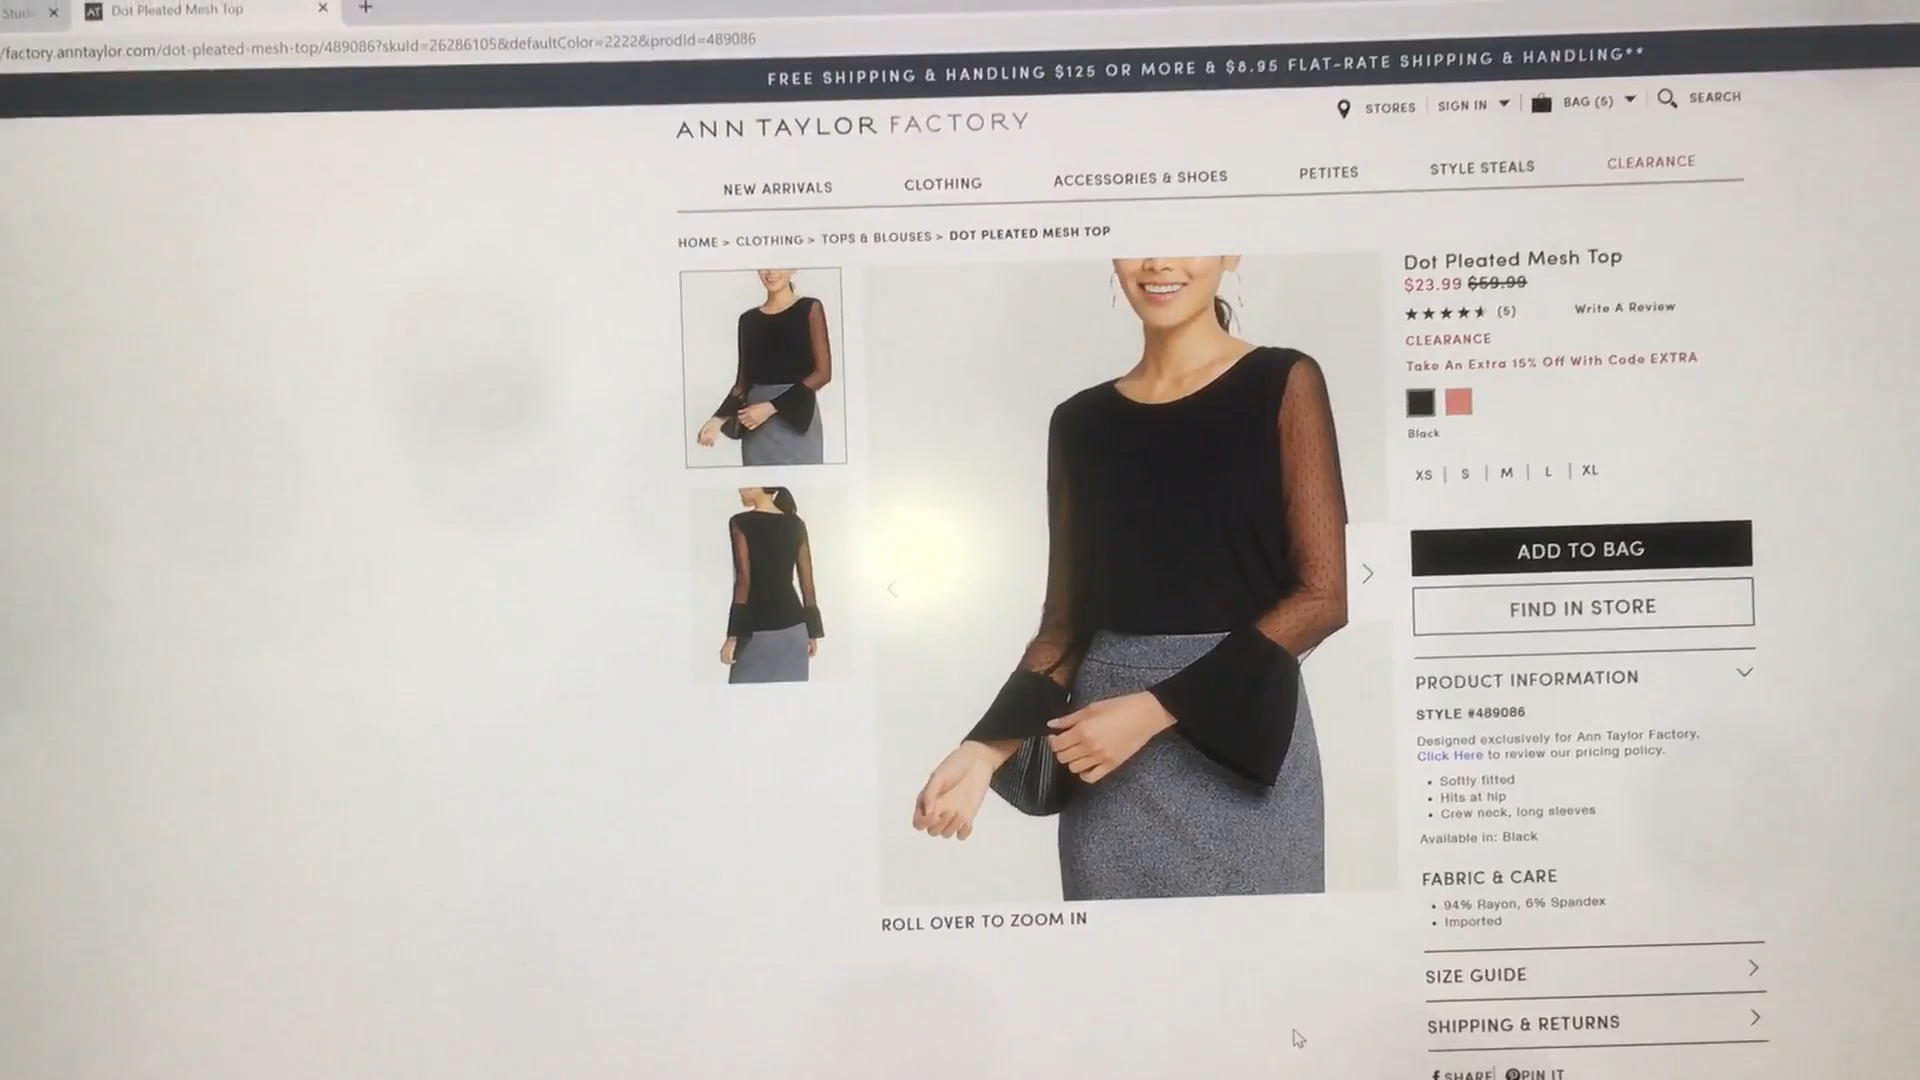 Dot Pleated Mesh Top
/factory.anntaylor.com/dot-pleated-mesh-top/489086?skuId=26286105&defaultColor=2222&prodId=489086
FREE SHIPPING & HANDLING $125 OR MORE & $8.95 FLAT-RATE SHIPPING & HANDLING**
STORES SIGN IN BAG (5) SEARCH
ANN TAYLOR FACTORY
NEW ARRIVALS CLOTHING ACCESSORIES & SHOES PETITES STYLE STEALS CLEARANCE
HOME > CLOTHING > TOPS & BLOUSES > DOT PLEATED MESH TOP
Dot Pleated Mesh Top
$23.99 $59.99
(5) Write A Review
CLEARANCE
Take An Extra 15% Off With Code EXTRA
Black
XS | S | M | L | XL
ADD TO BAG
FIND IN STORE
PRODUCT INFORMATION
STYLE #489086
Designed exclusively for Ann Taylor Factory.
Click Here to review our pricing policy.
• Softly fitted
• Hits at hip
• Crew neck, long sleeves
Available in: Black
FABRIC & CARE
• 94% Rayon, 6% Spandex
• Imported
ROLL OVER TO ZOOM IN
SIZE GUIDE
SHIPPING & RETURNS
SHARE PIN IT